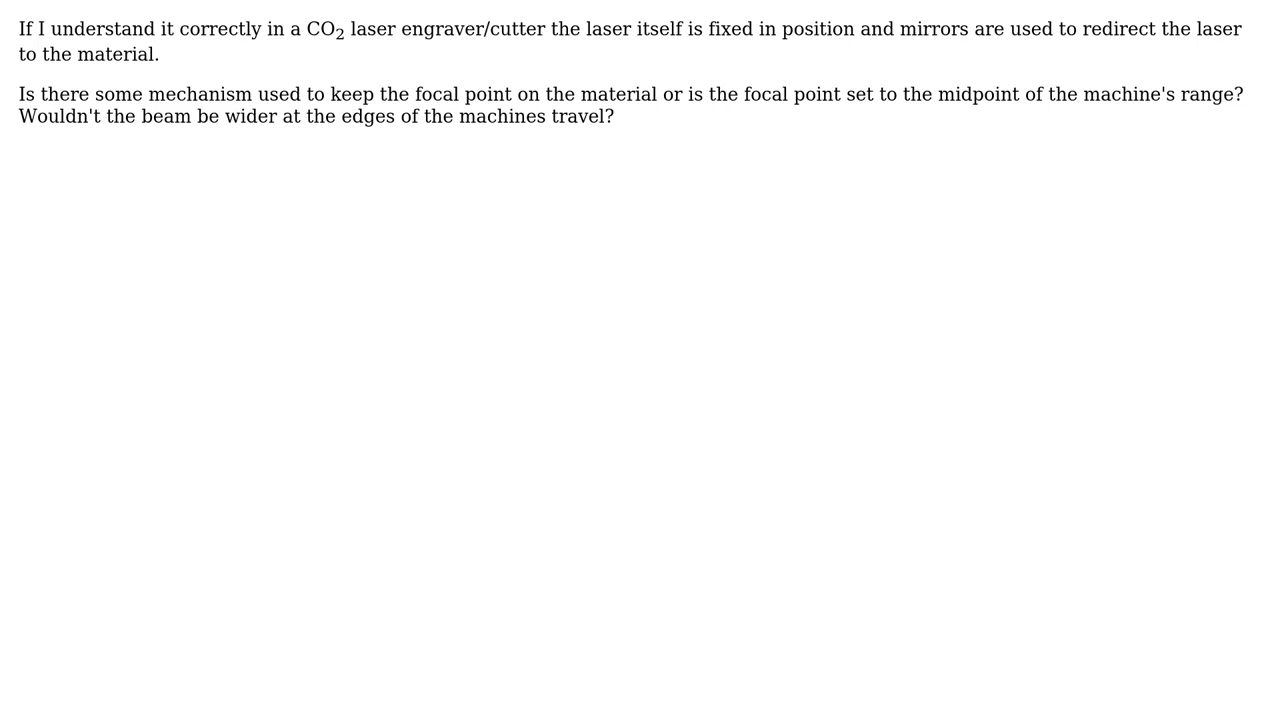 If I understand it correctly in a CO2 laser engraver/cutter the laser itself is fixed in position and mirrors are used to redirect the laser
to the material.
Is there some mechanism used to keep the focal point on the material or is the focal point set to the midpoint of the machine's range?
Wouldn't the beam be wider at the edges of the machines travel?